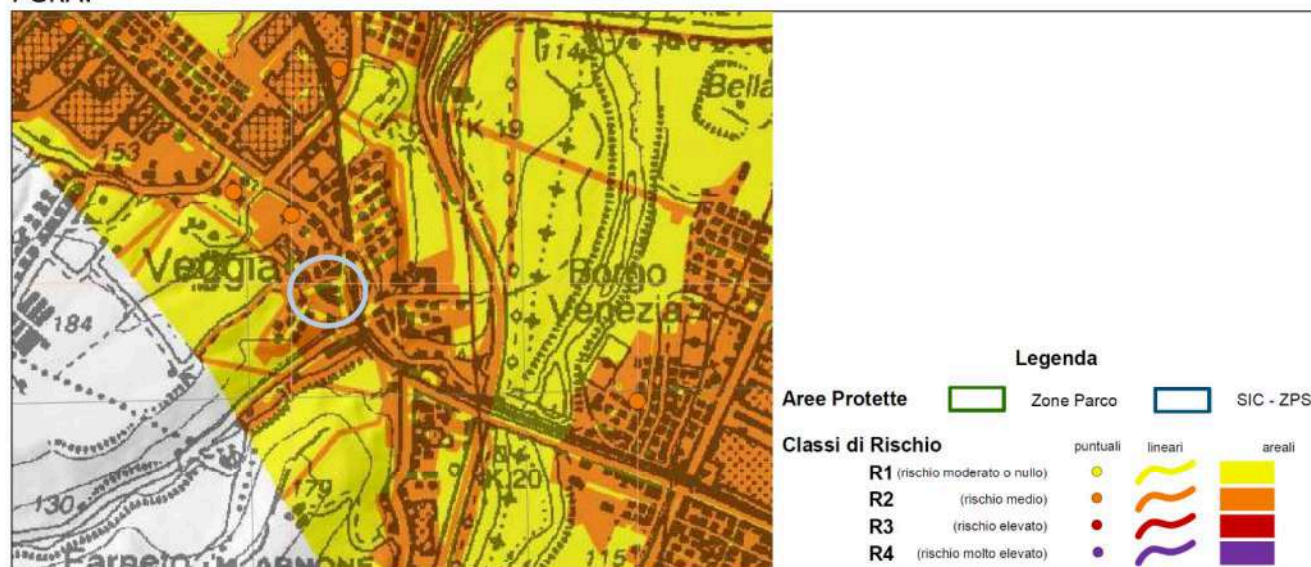 114
Bella
K 19
153
Veggia
Borgo
Venezia
184
Legenda
Aree Protette Zone Parco SIC - ZPS
Classi di Rischio puntuali lineari areali
R1 (rischio moderato o nullo)
R2 (rischio medio)
R3 (rischio elevato)
R4 (rischio molto elevato)
K 20
179
130
115
Farneto